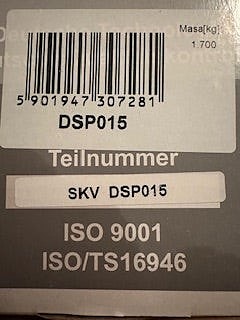 Masa[kg]
1.700
5 901947 307281
DSP015
Teilnummer
SKV DSP015
ISO 9001
ISO/TS16946